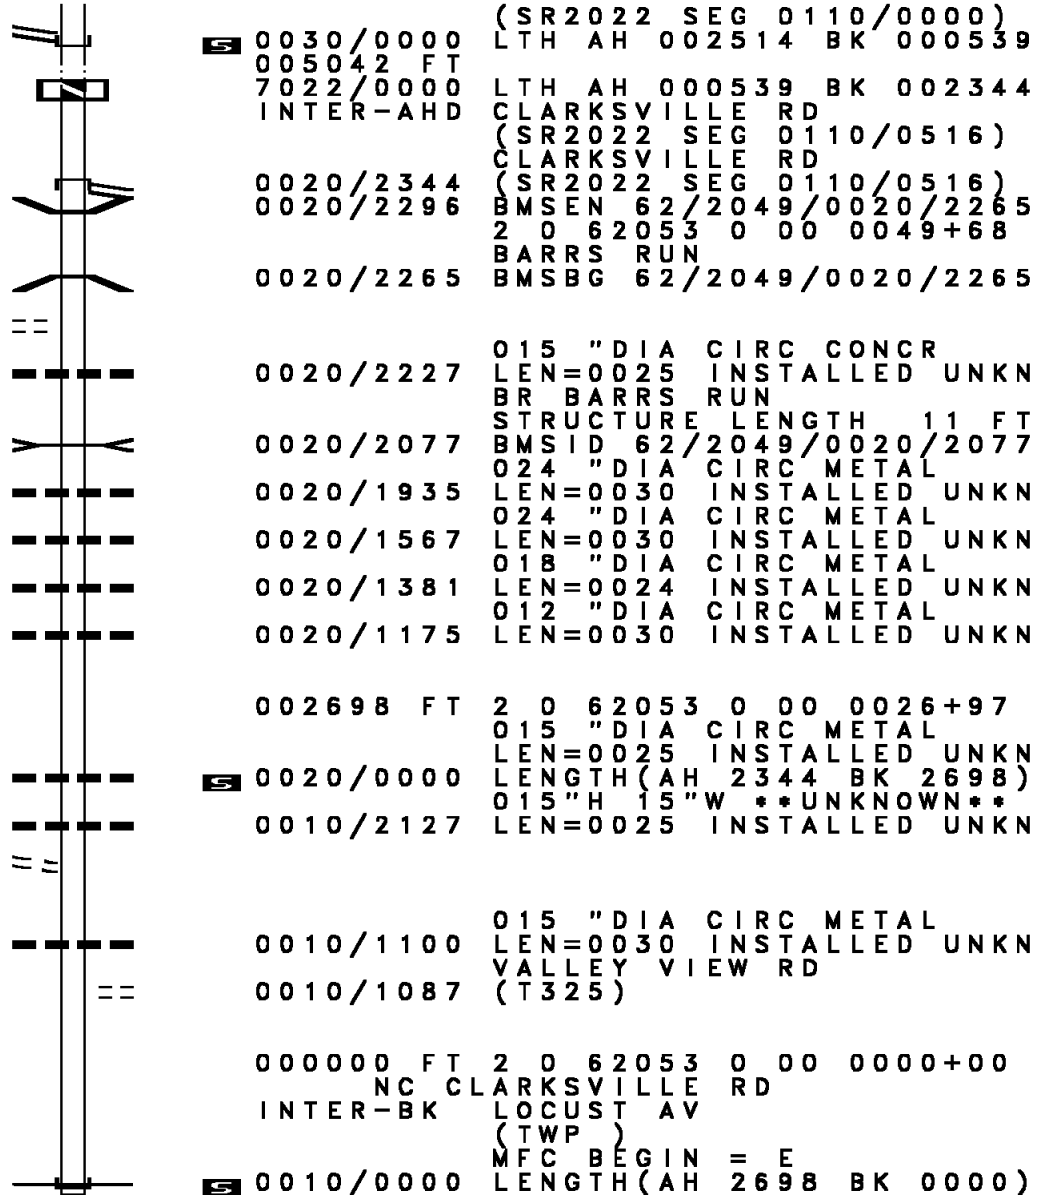 (SR2022 SEG 0110/0000)
S 0030/0000 LTH AH 002514 BK 000539
005042 FT
7022/0000 LTH AH 000539 BK 002344
INTER-AHD CLARKSVILLE RD
(SR2022 SEG 0110/0516)
CLARKSVILLE RD
0020/2344 (SR2022 SEG 0110/0516)
0020/2296 BMSEN 62/2049/0020/2265
2 0 62053 0 00 0049+68
BARRS RUN
0020/2265 BMSBG 62/2049/0020/2265
015 "DIA CIRC CONCR
0020/2227 LEN=0025 INSTALLED UNKN
BR BARRS RUN
STRUCTURE LENGTH 11 FT
0020/2077 BMSID 62/2049/0020/2077
024 "DIA CIRC METAL
0020/1935 LEN=0030 INSTALLED UNKN
024 "DIA CIRC METAL
0020/1567 LEN=0030 INSTALLED UNKN
018 "DIA CIRC METAL
0020/1381 LEN=0024 INSTALLED UNKN
012 "DIA CIRC METAL
0020/1175 LEN=0030 INSTALLED UNKN
002698 FT 2 0 62053 0 00 0026+97
015 "DIA CIRC METAL
LEN=0025 INSTALLED UNKN
S 0020/0000 LENGTH(AH 2344 BK 2698)
015"H 15"W **UNKNOWN**
0010/2127 LEN=0025 INSTALLED UNKN
015 "DIA CIRC METAL
0010/1100 LEN=0030 INSTALLED UNKN
VALLEY VIEW RD
0010/1087 (T325)
000000 FT 2 0 62053 0 00 0000+00
NC CLARKSVILLE RD
INTER-BK LOCUST AV
(TWP )
MFC BEGIN = E
S 0010/0000 LENGTH(AH 2698 BK 0000)